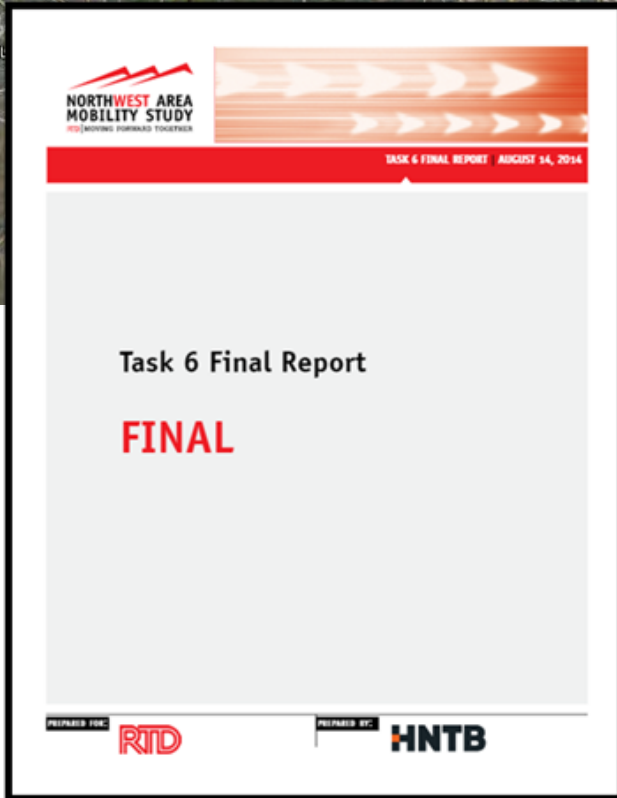 NORTHWEST AREA
MOBILITY STUDY
RTD | MOVING FORWARD TOGETHER
TASK 6 FINAL REPORT | AUGUST 14, 2014
Task 6 Final Report
FINAL
PREPARED FOR:
RTD
PREPARED BY:
HNTB